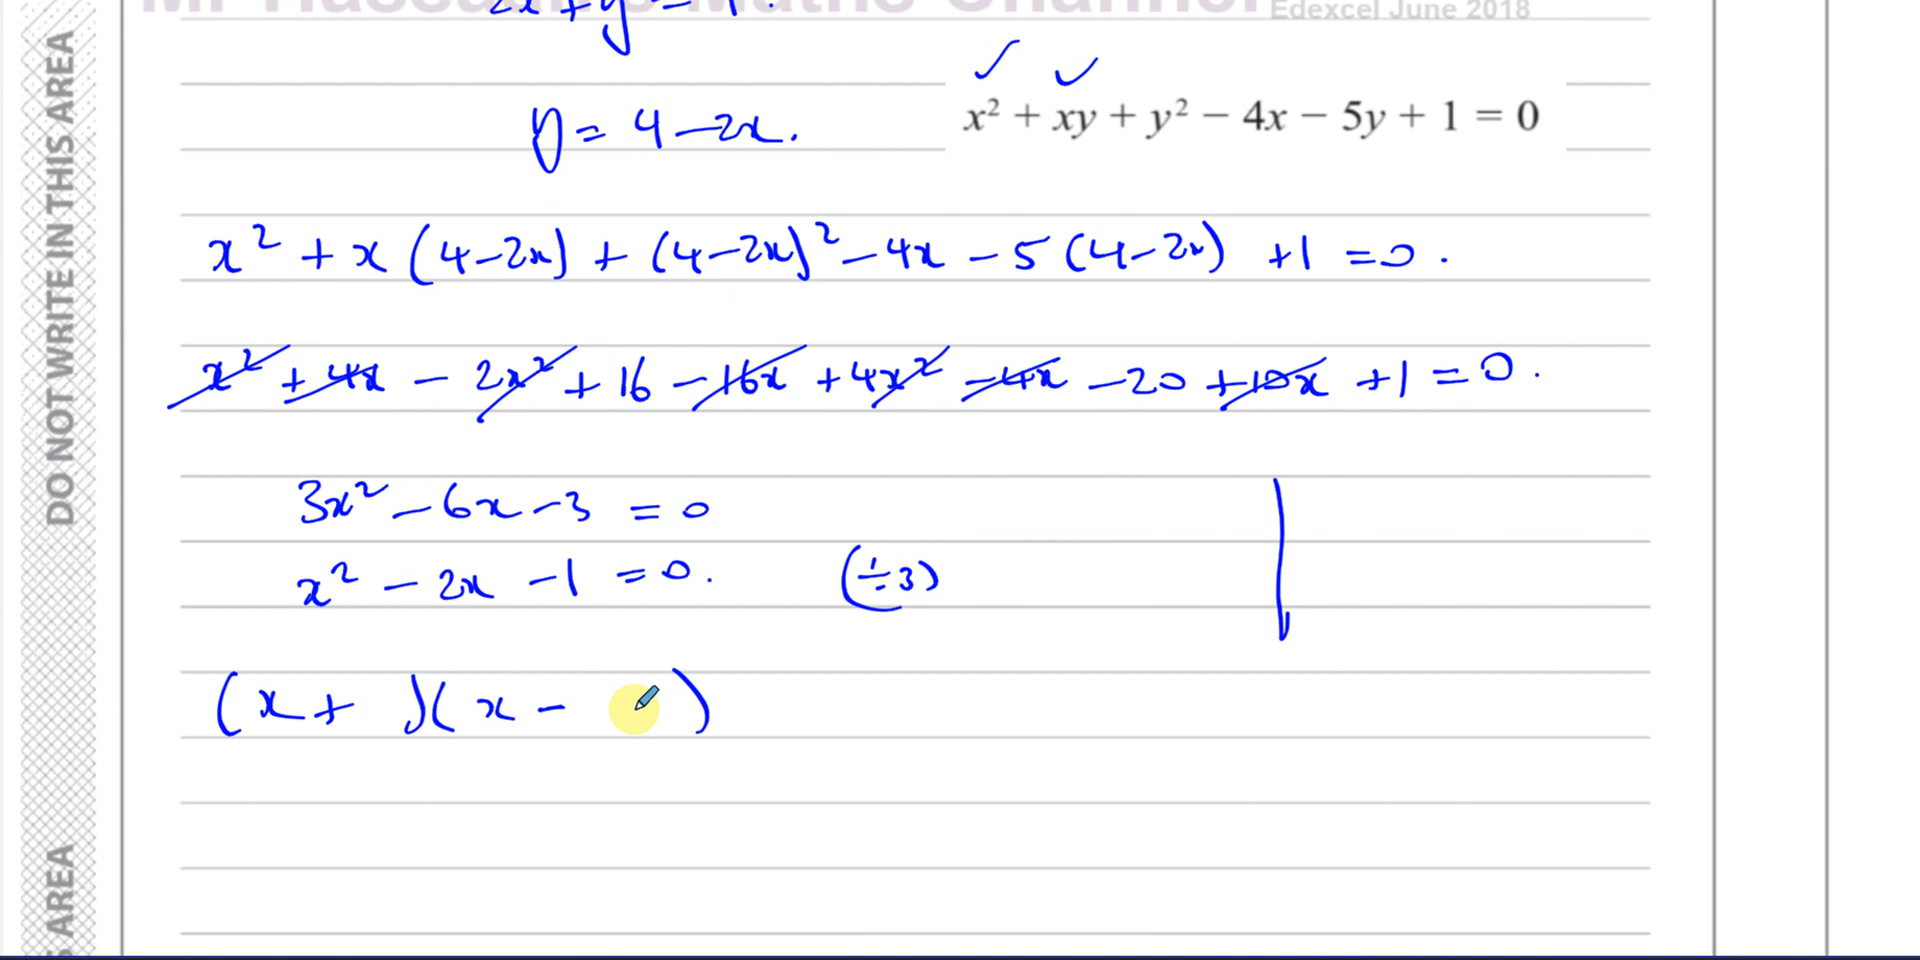 Edexcel June 2018
y = 4 - 2x.
x² + xy + y² − 4x − 5y + 1 = 0
x² + x (4-2x) + (4-2x)² - 4x - 5 (4-2x) +1 = 0 .
x² + 4x - 2x² + 16 - 16x + 4x² - 4x - 20 + 10x + 1 = 0 .
3x² - 6x - 3 = 0
x² - 2x - 1 = 0. (÷3)
(x + )(x - )
DO NOT WRITE IN THIS AREA
AREA